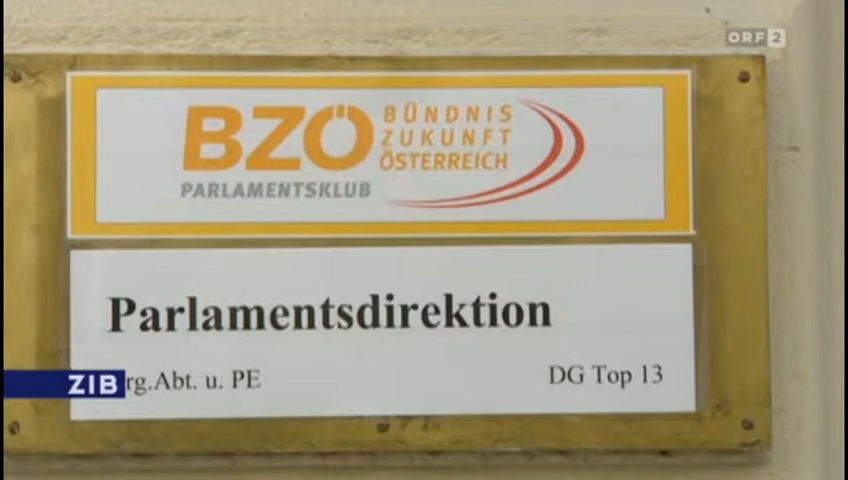 ORF 2
BZÖ
BÜNDNIS
ZUKUNFT
ÖSTERREICH
PARLAMENTSKLUB
Parlamentsdirektion
rg.Abt. u. PE
DG Top 13
ZIB